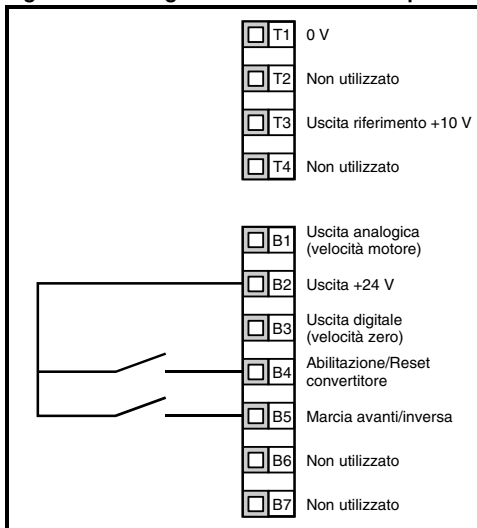 T1 0 V
T2 Non utilizzato
T3 Uscita riferimento +10 V
T4 Non utilizzato
B1 Uscita analogica
(velocità motore)
B2 Uscita +24 V
B3 Uscita digitale
(velocità zero)
B4 Abilitazione/Reset
convertitore
B5 Marcia avanti/inversa
B6 Non utilizzato
B7 Non utilizzato